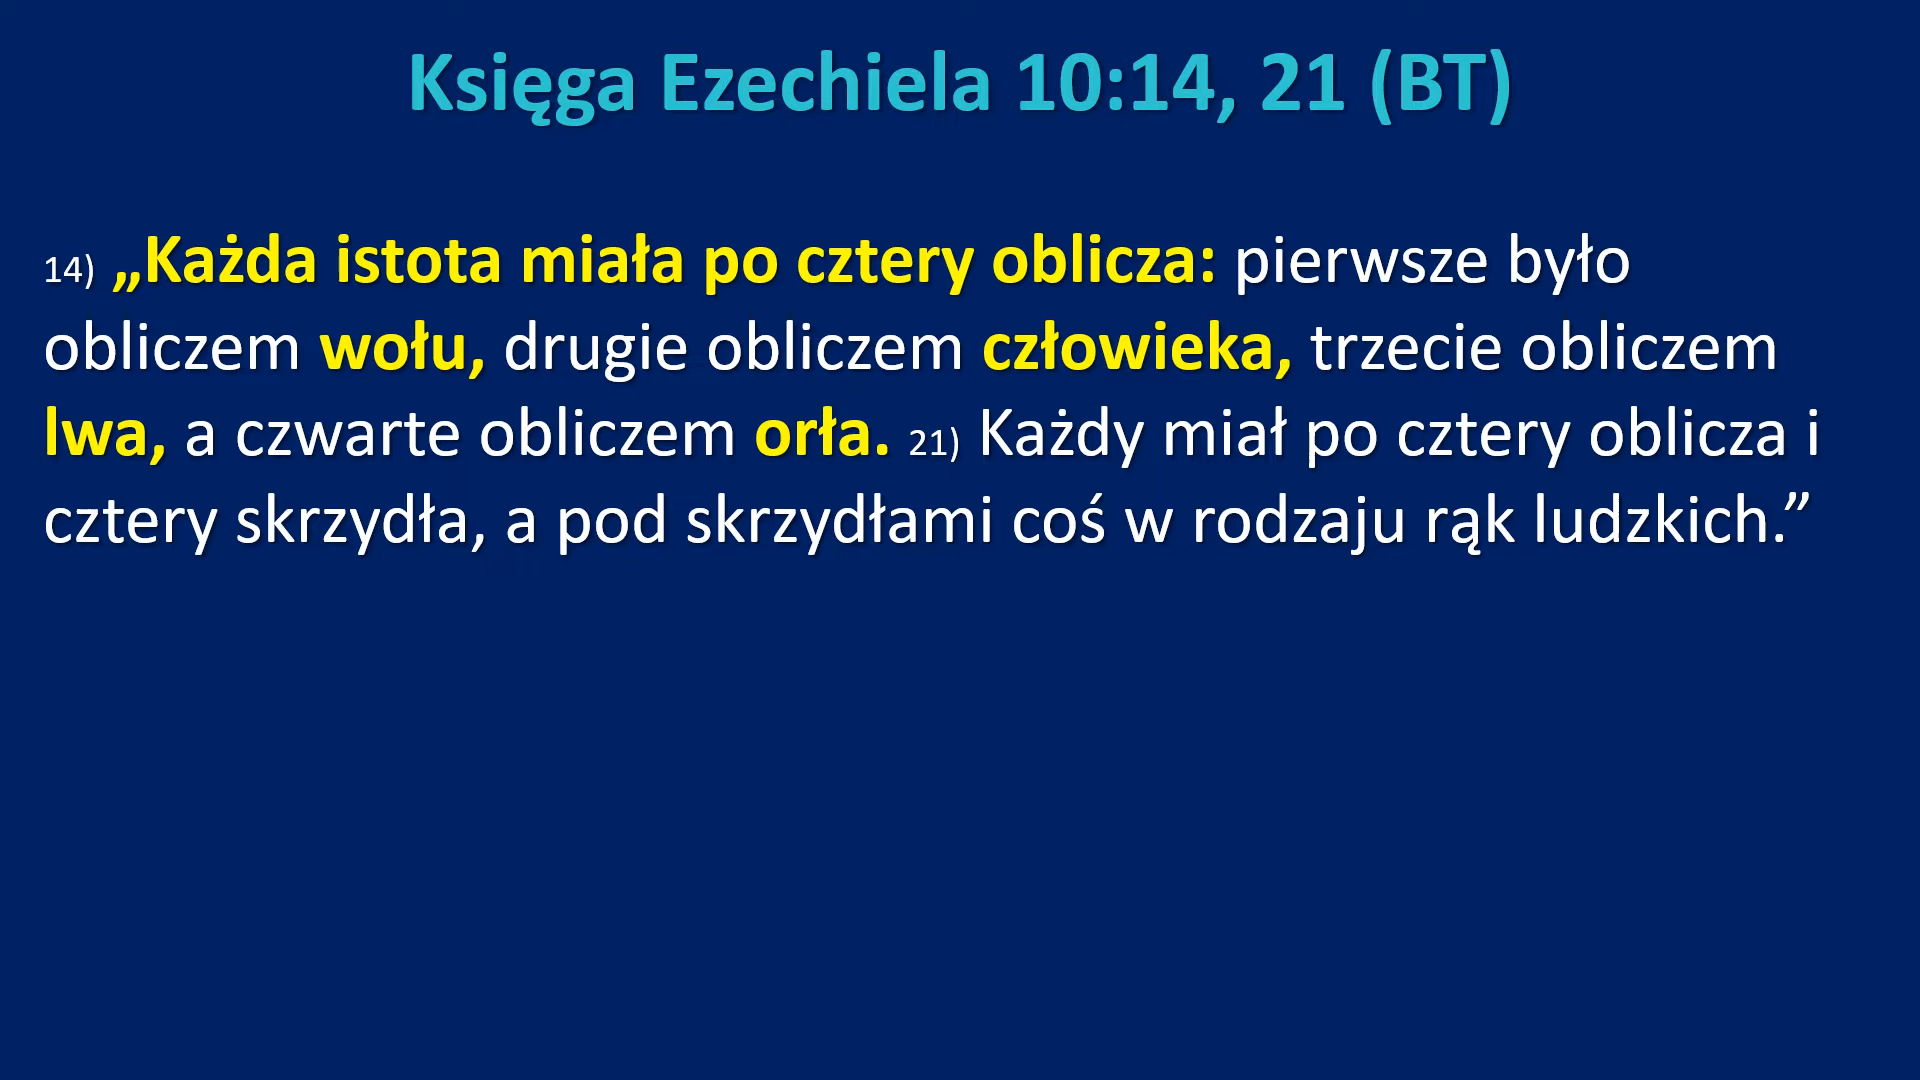 Księga Ezechiela 10:14, 21 (BT)
14) „Każda istota miała po cztery oblicza: pierwsze było
obliczem wołu, drugie obliczem człowieka, trzecie obliczem
lwa, a czwarte obliczem orła. 21) Każdy miał po cztery oblicza i
cztery skrzydła, a pod skrzydłami coś w rodzaju rąk ludzkich.”